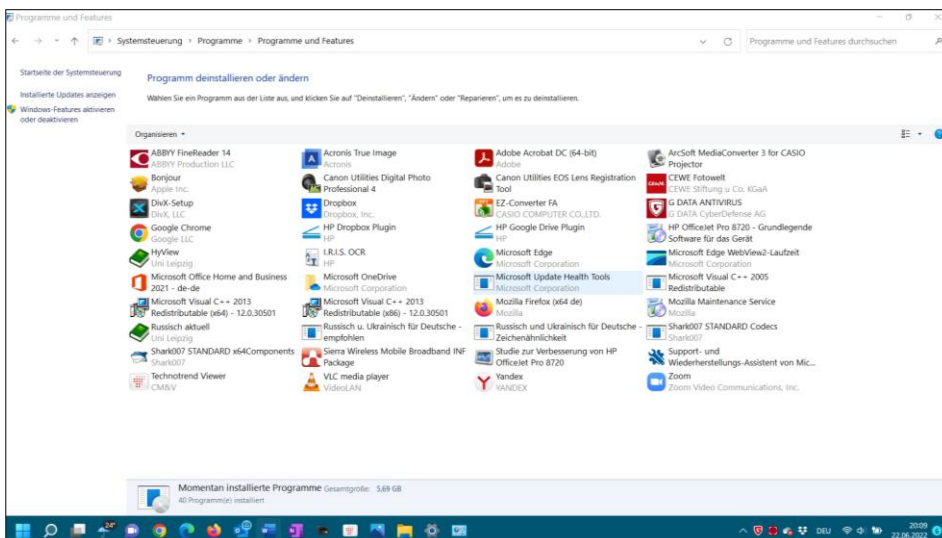 Programme und Features
Systemsteuerung > Programme > Programme und Features
Programme und Features durchsuchen
Startseite der Systemsteuerung
Installierte Updates anzeigen
Windows-Features aktivieren
oder deaktivieren
Programm deinstallieren oder ändern
Wählen Sie ein Programm aus der Liste aus, und klicken Sie auf "Deinstallieren", "Ändern" oder "Reparieren", um es zu deinstallieren.
Organisieren
ABBYY FineReader 14
ABBYY Production LLC
Acronis True Image
Acronis
Adobe Acrobat DC (64-bit)
Adobe
ArcSoft MediaConverter 3 for CASIO
Projector
Bonjour
Apple Inc.
Canon Utilities Digital Photo
Professional 4
Canon Utilities EOS Lens Registration
Tool
CEWE Fotowelt
CEWE Stiftung u Co. KGaA
DivX-Setup
DivX, LLC
Dropbox
Dropbox, Inc.
EZ-Converter FA
CASIO COMPUTER CO.,LTD.
G DATA ANTIVIRUS
G DATA CyberDefense AG
Google Chrome
Google LLC
HP Dropbox Plugin
HP
HP Google Drive Plugin
HP
HP OfficeJet Pro 8720 - Grundlegende
Software für das Gerät
HyView
Uni Leipzig
I.R.I.S. OCR
HP
Microsoft Edge
Microsoft Corporation
Microsoft Edge WebView2-Laufzeit
Microsoft Corporation
Microsoft Office Home and Business
2021 - de-de
Microsoft OneDrive
Microsoft Corporation
Microsoft Update Health Tools
Microsoft Corporation
Microsoft Visual C++ 2005
Redistributable
Microsoft Visual C++ 2013
Redistributable (x64) - 12.0.30501
Microsoft Visual C++ 2013
Redistributable (x86) - 12.0.30501
Mozilla Firefox (x64 de)
Mozilla
Mozilla Maintenance Service
Mozilla
Russisch aktuell
Uni Leipzig
Russisch u. Ukrainisch für Deutsche -
empfohlen
Russisch und Ukrainisch für Deutsche -
Zeichenähnlichkeit
Shark007 STANDARD Codecs
Shark007
Shark007 STANDARD x64Components
Shark007
Sierra Wireless Mobile Broadband INF
Package
Studie zur Verbesserung von HP
OfficeJet Pro 8720
Support- und
Wiederherstellungs-Assistent von Mic...
Technotrend Viewer
CM&V
VLC media player
VideoLAN
Yandex
YANDEX
Zoom
Zoom Video Communications, Inc.
Momentan installierte Programme Gesamtgröße: 5,69 GB
40 Programm(e) installiert
24°
DEU
20:09
22.06.2022